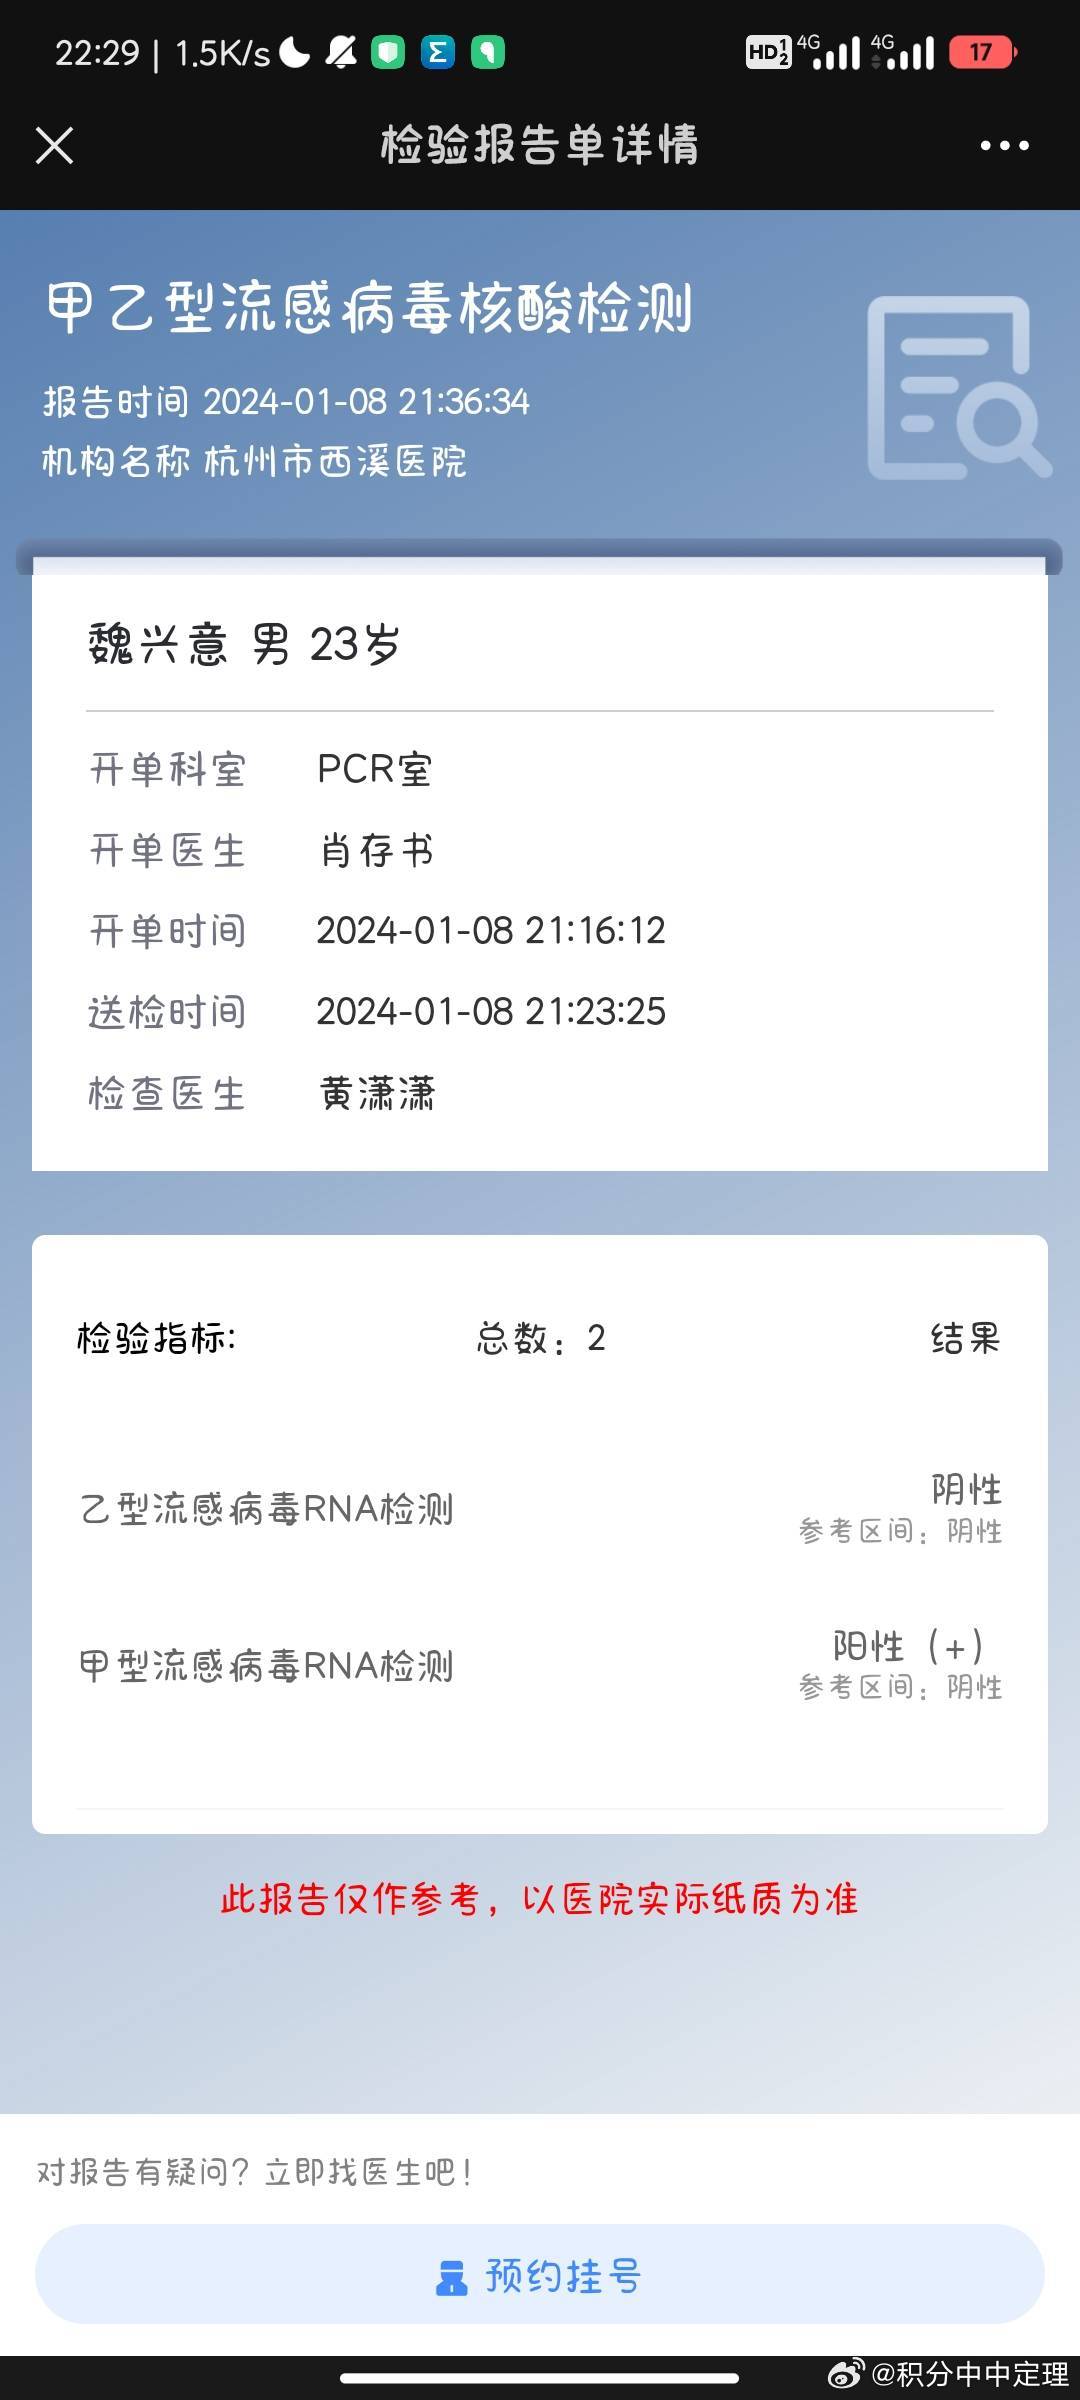 22:29 | 1.5K/s HD 1 2 4G 4G 17
检验报告单详情
甲乙型流感病毒核酸检测
报告时间 2024-01-08 21:36:34
机构名称 杭州市西溪医院
魏兴意 男 23岁
开单科室 PCR室
开单医生 肖存书
开单时间 2024-01-08 21:16:12
送检时间 2024-01-08 21:23:25
检查医生 黄潇潇
检验指标: 总数：2 结果
乙型流感病毒RNA检测 阴性
参考区间：阴性
甲型流感病毒RNA检测 阳性（+）
参考区间：阴性
此报告仅作参考，以医院实际纸质为准
对报告有疑问？立即找医生吧！
预约挂号
@积分中中定理